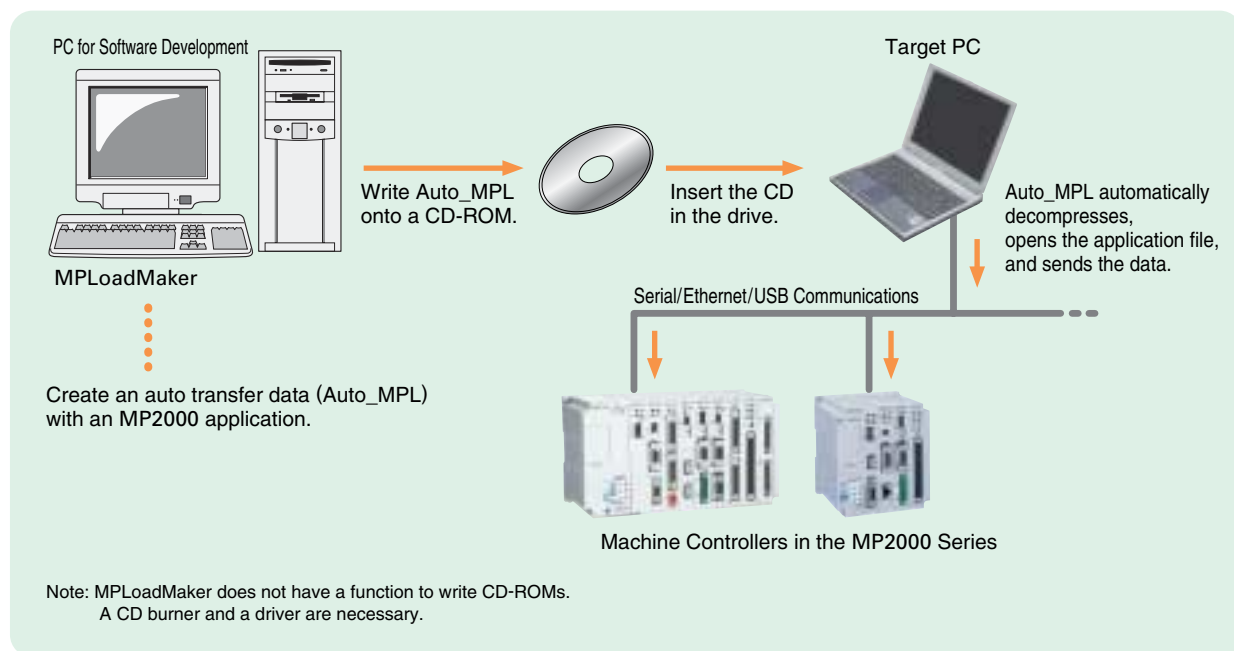 PC for Software Development
Target PC
Write Auto_MPL
onto a CD-ROM.
Insert the CD
in the drive.
Auto_MPL automatically
decompresses,
opens the application file,
and sends the data.
MPLoadMaker
Serial/Ethernet/USB Communications
Create an auto transfer data (Auto_MPL)
with an MP2000 application.
Machine Controllers in the MP2000 Series
Note: MPLoadMaker does not have a function to write CD-ROMs.
A CD burner and a driver are necessary.